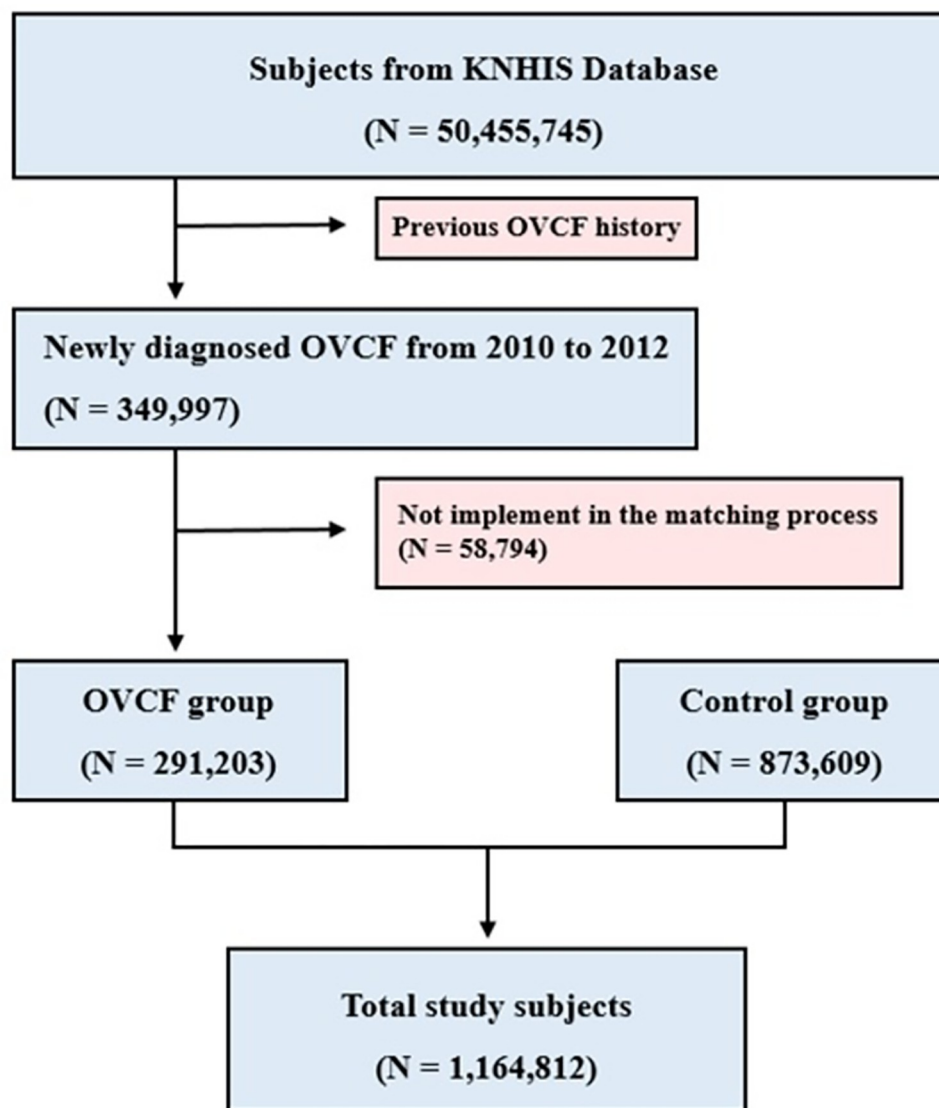 Subjects from KNHIS Database
(N = 50,455,745)
Previous OVCF history
Newly diagnosed OVCF from 2010 to 2012
(N = 349,997)
Not implement in the matching process
(N = 58,794)
OVCF group
(N = 291,203)
Control group
(N = 873,609)
Total study subjects
(N = 1,164,812)